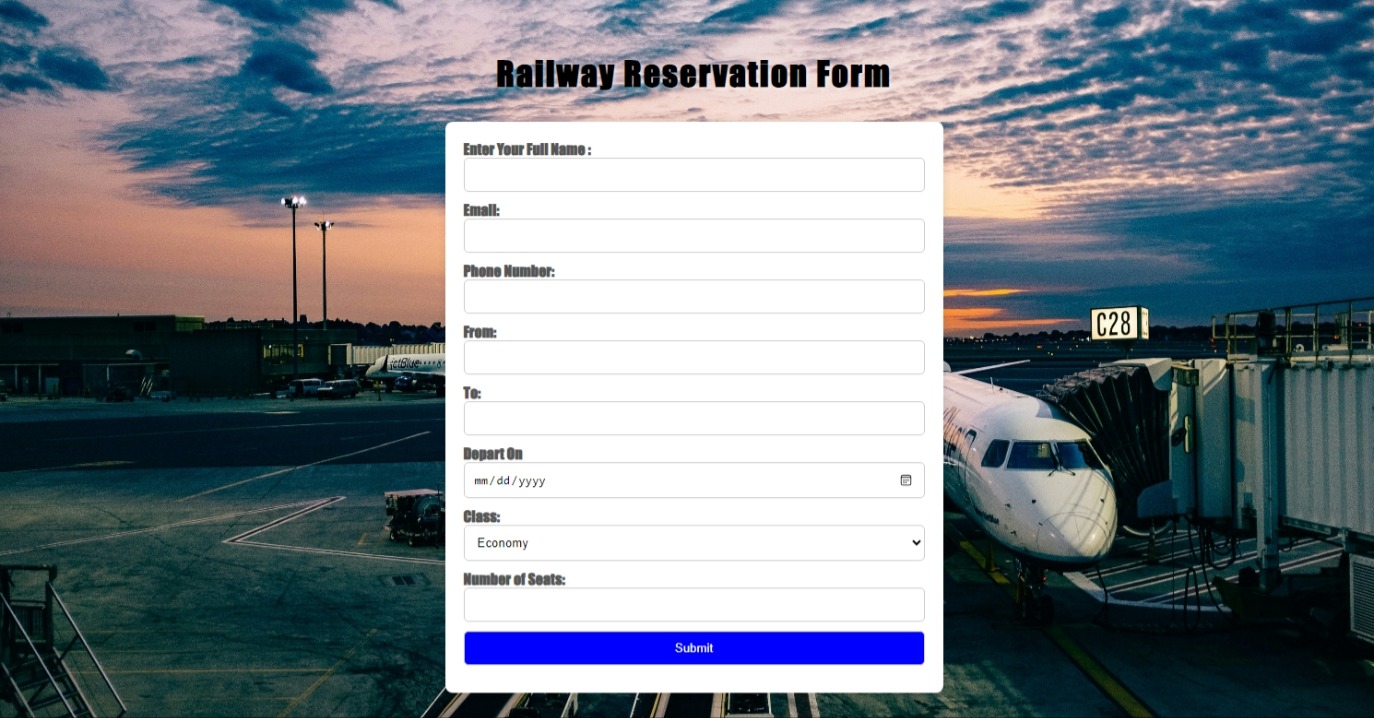 Railway Reservation Form
Enter Your Full Name :
Email:
Phone Number:
From:
To:
Depart On
mm/dd/yyyy
Class:
Economy
Number of Seats:
Submit
jetBlue
C28